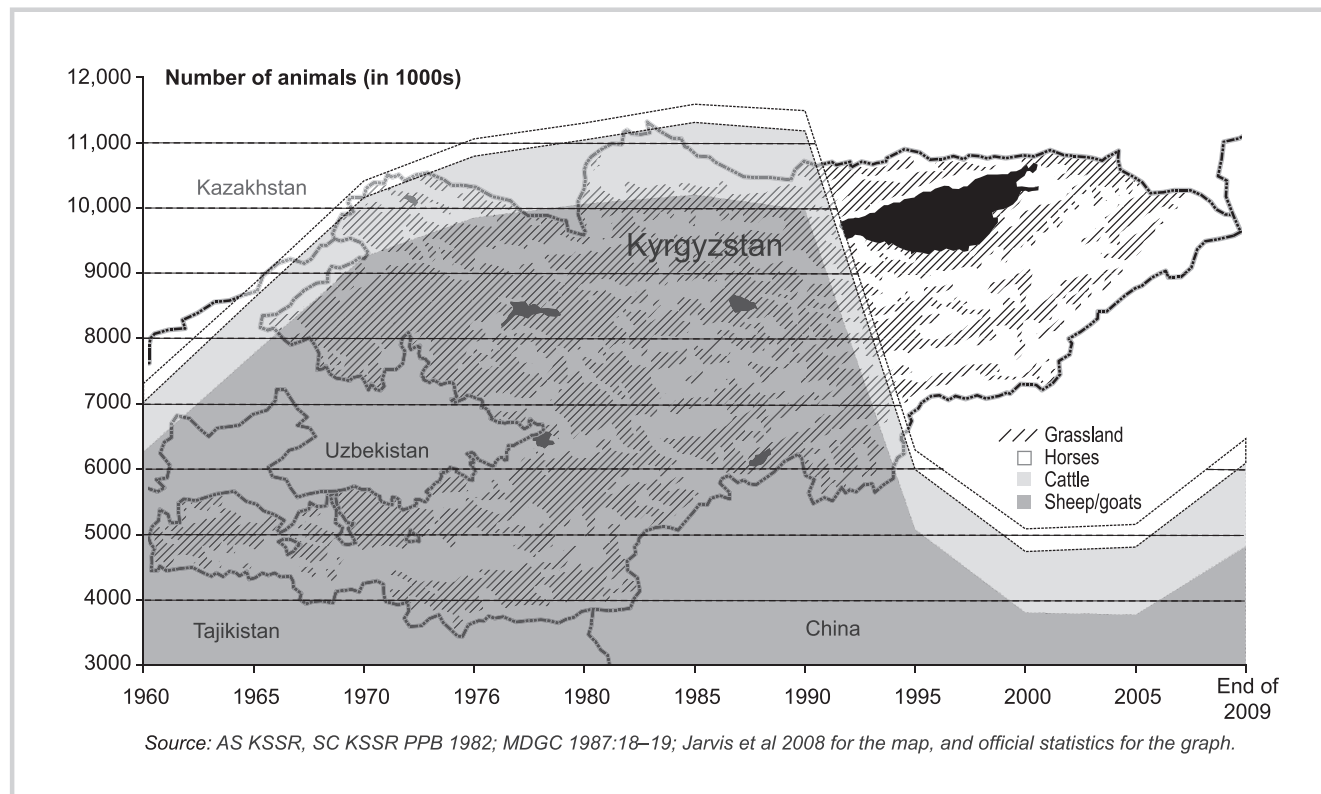 Number of animals (in 1000s)
12,000
11,000
10,000
9000
8000
7000
6000
5000
4000
3000
Kazakhstan
Kyrgyzstan
Uzbekistan
Tajikistan
China
Grassland
Horses
Cattle
Sheep/goats
1960 1965 1970 1976 1980 1985 1990 1995 2000 2005 End of
2009
Source: AS KSSR, SC KSSR PPB 1982; MDGC 1987:18–19; Jarvis et al 2008 for the map, and official statistics for the graph.